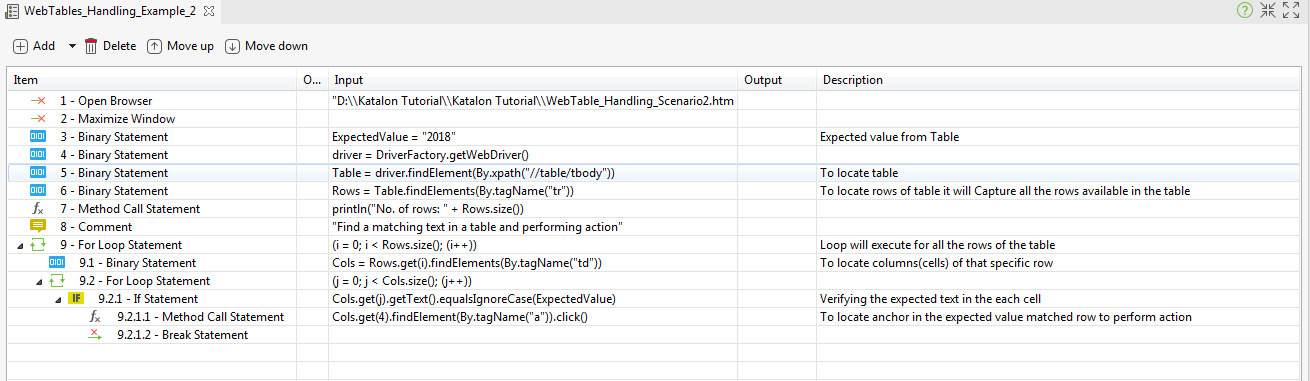 WebTables_Handling_Example_2
Add Delete Move up Move down
Item O... Input Output Description
1 - Open Browser "D:\\Katalon Tutorial\\Katalon Tutorial\\WebTable_Handling_Scenario2.htm
2 - Maximize Window
3 - Binary Statement ExpectedValue = "2018" Expected value from Table
4 - Binary Statement driver = DriverFactory.getWebDriver()
5 - Binary Statement Table = driver.findElement(By.xpath("//table/tbody")) To locate table
6 - Binary Statement Rows = Table.findElements(By.tagName("tr")) To locate rows of table it will Capture all the rows available in the table
7 - Method Call Statement println("No. of rows: " + Rows.size())
8 - Comment "Find a matching text in a table and performing action"
9 - For Loop Statement (i = 0; i < Rows.size(); (i++)) Loop will execute for all the rows of the table
9.1 - Binary Statement Cols = Rows.get(i).findElements(By.tagName("td")) To locate columns(cells) of that specific row
9.2 - For Loop Statement (j = 0; j < Cols.size(); (j++))
IF 9.2.1 - If Statement Cols.get(j).getText().equalsIgnoreCase(ExpectedValue) Verifying the expected text in the each cell
9.2.1.1 - Method Call Statement Cols.get(4).findElement(By.tagName("a")).click() To locate anchor in the expected value matched row to perform action
9.2.1.2 - Break Statement